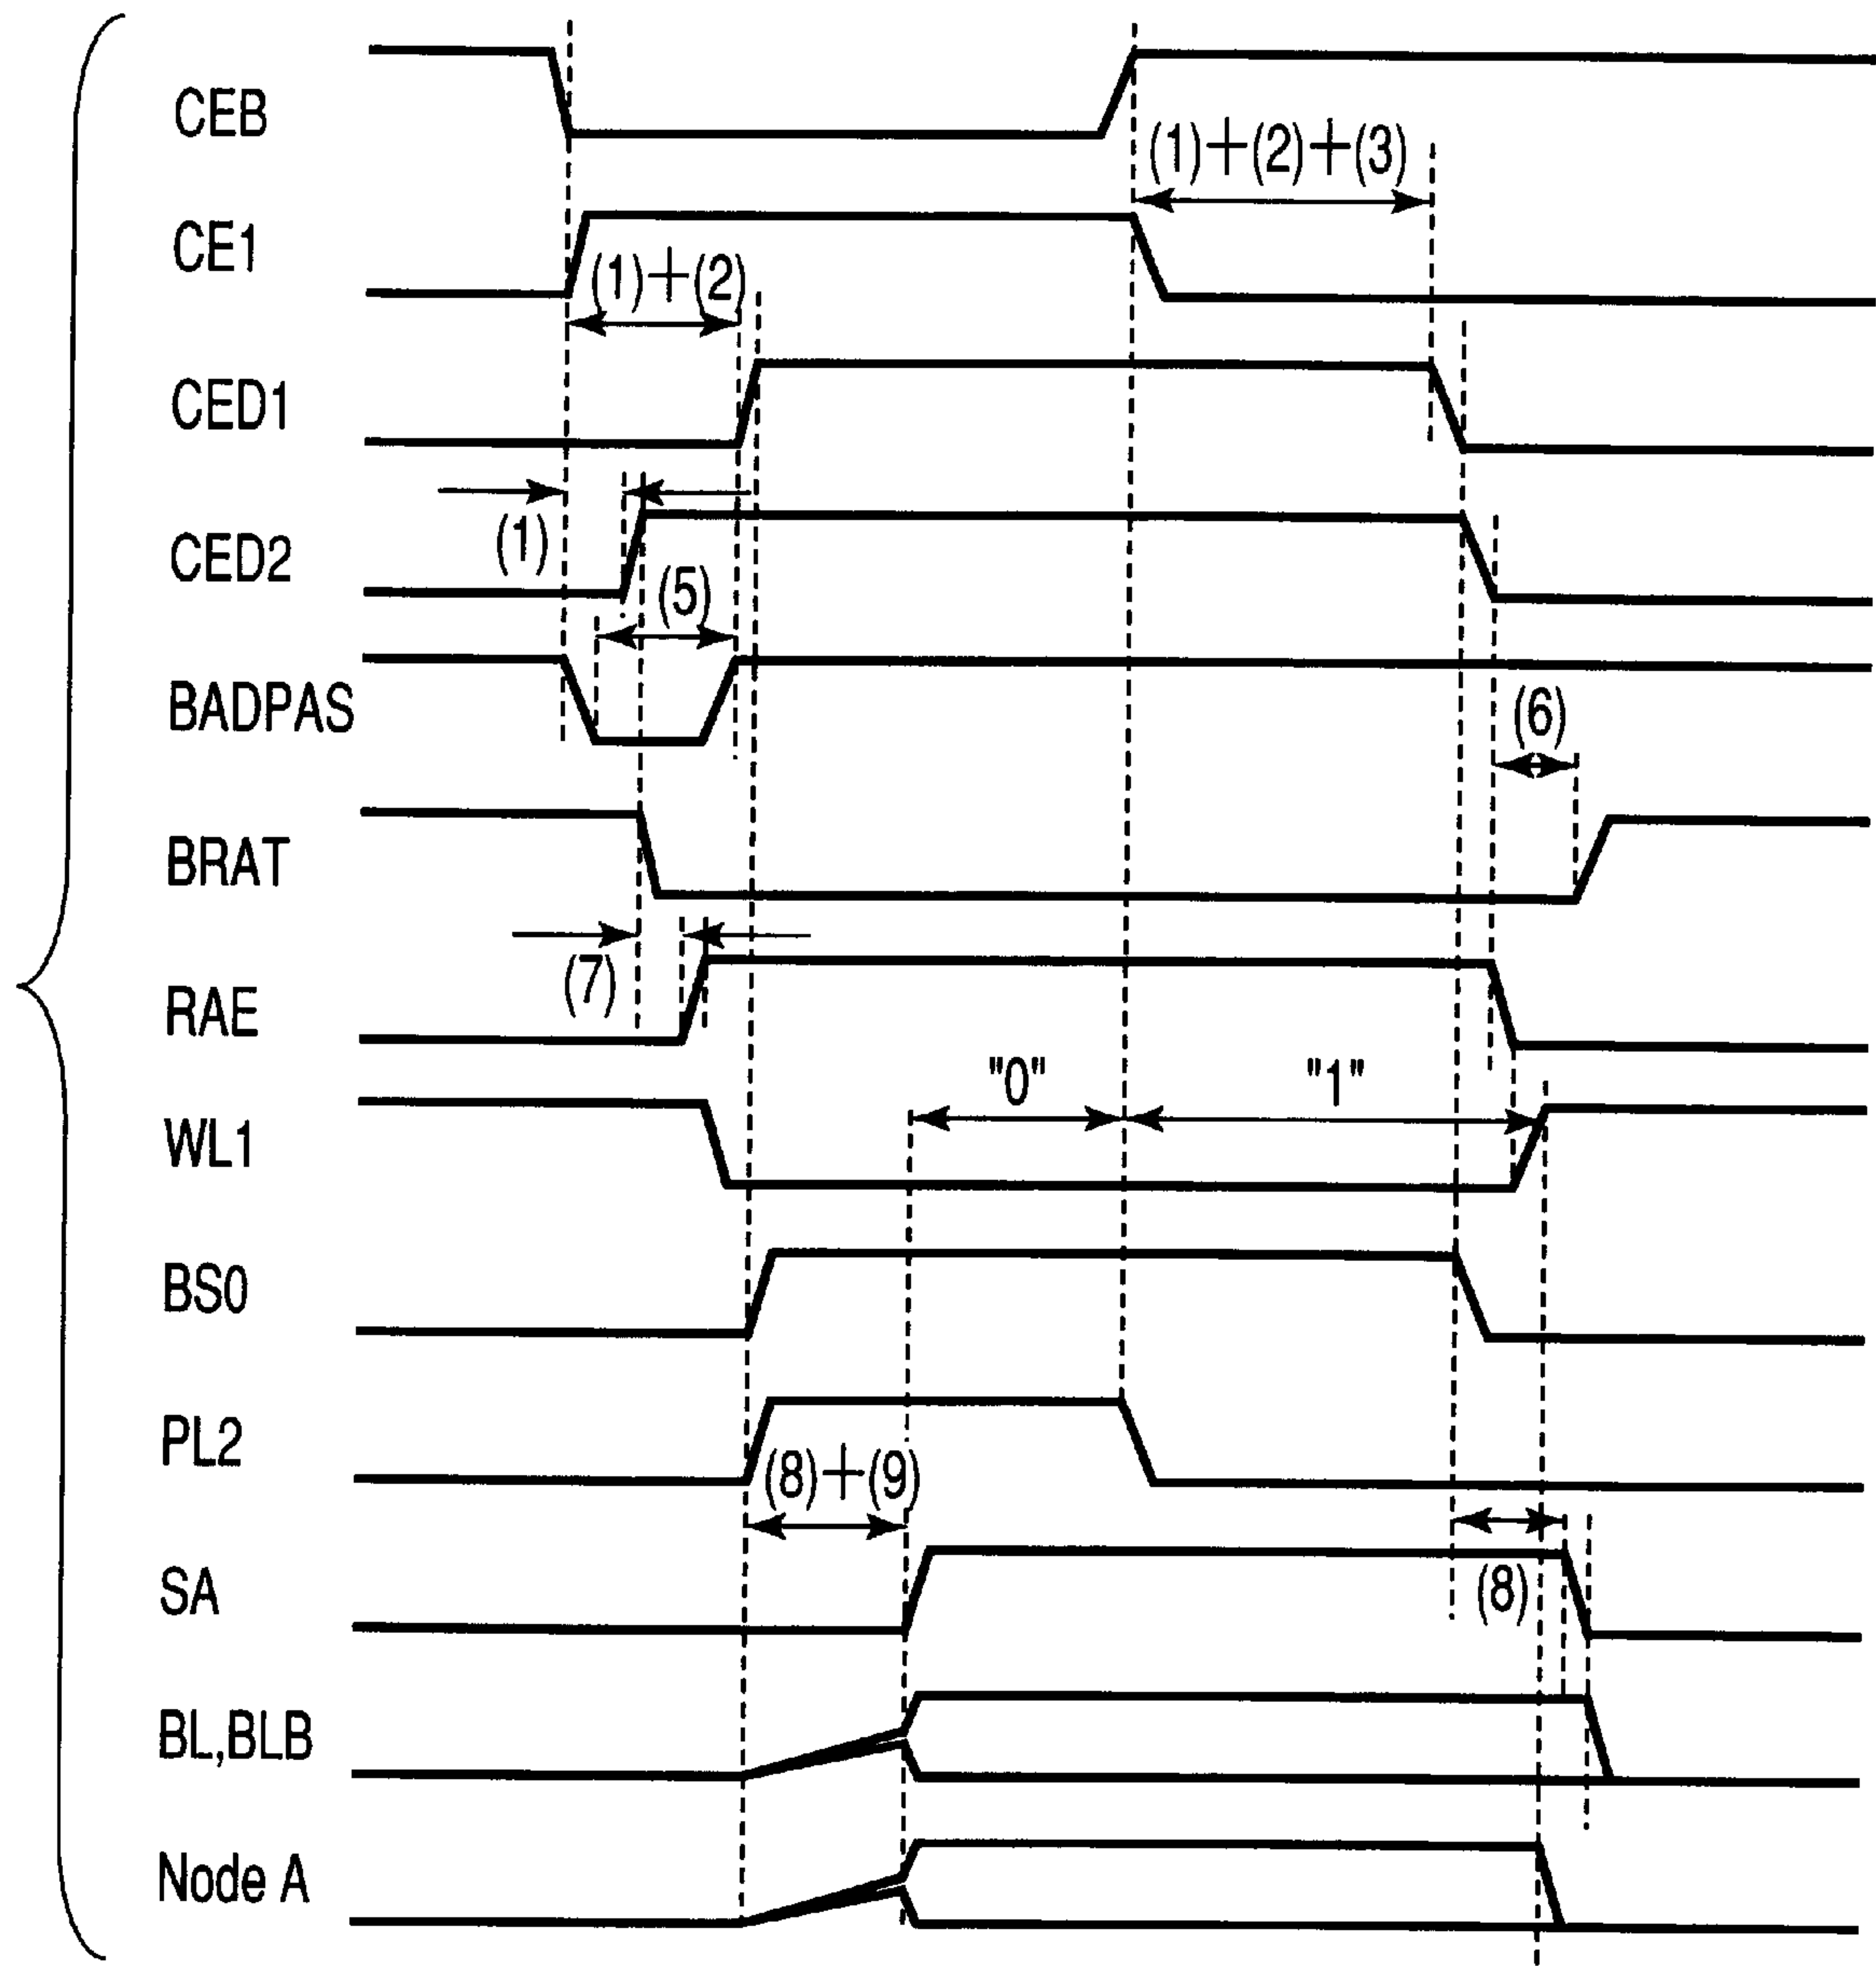 CEB
(1)+(2)+(3)
CE1
(1)+(2)
CED1
(1)
CED2
(5)
BADPAS
(6)
BRAT
(7)
RAE
"0"
"1"
WL1
BS0
PL2
(8)+(9)
SA
(8)
BL,BLB
Node A